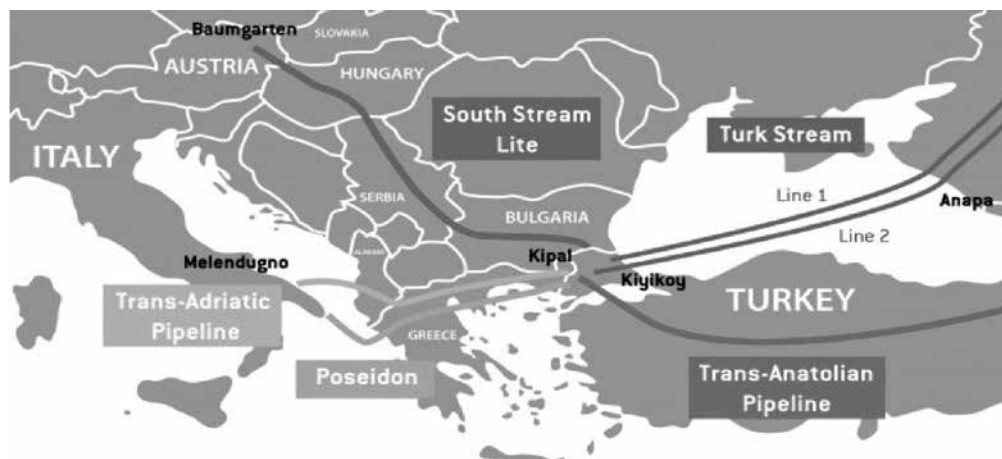 Baumgarten
SLOVAKIA
AUSTRIA
HUNGARY
South Stream
Lite
Turk Stream
ITALY
Line 1
Anapa
SERBIA
BULGARIA
Line 2
Kipal
Melendugno
Kiyikoy
TURKEY
Trans-Adriatic
Pipeline
GREECE
Poseidon
Trans-Anatolian
Pipeline